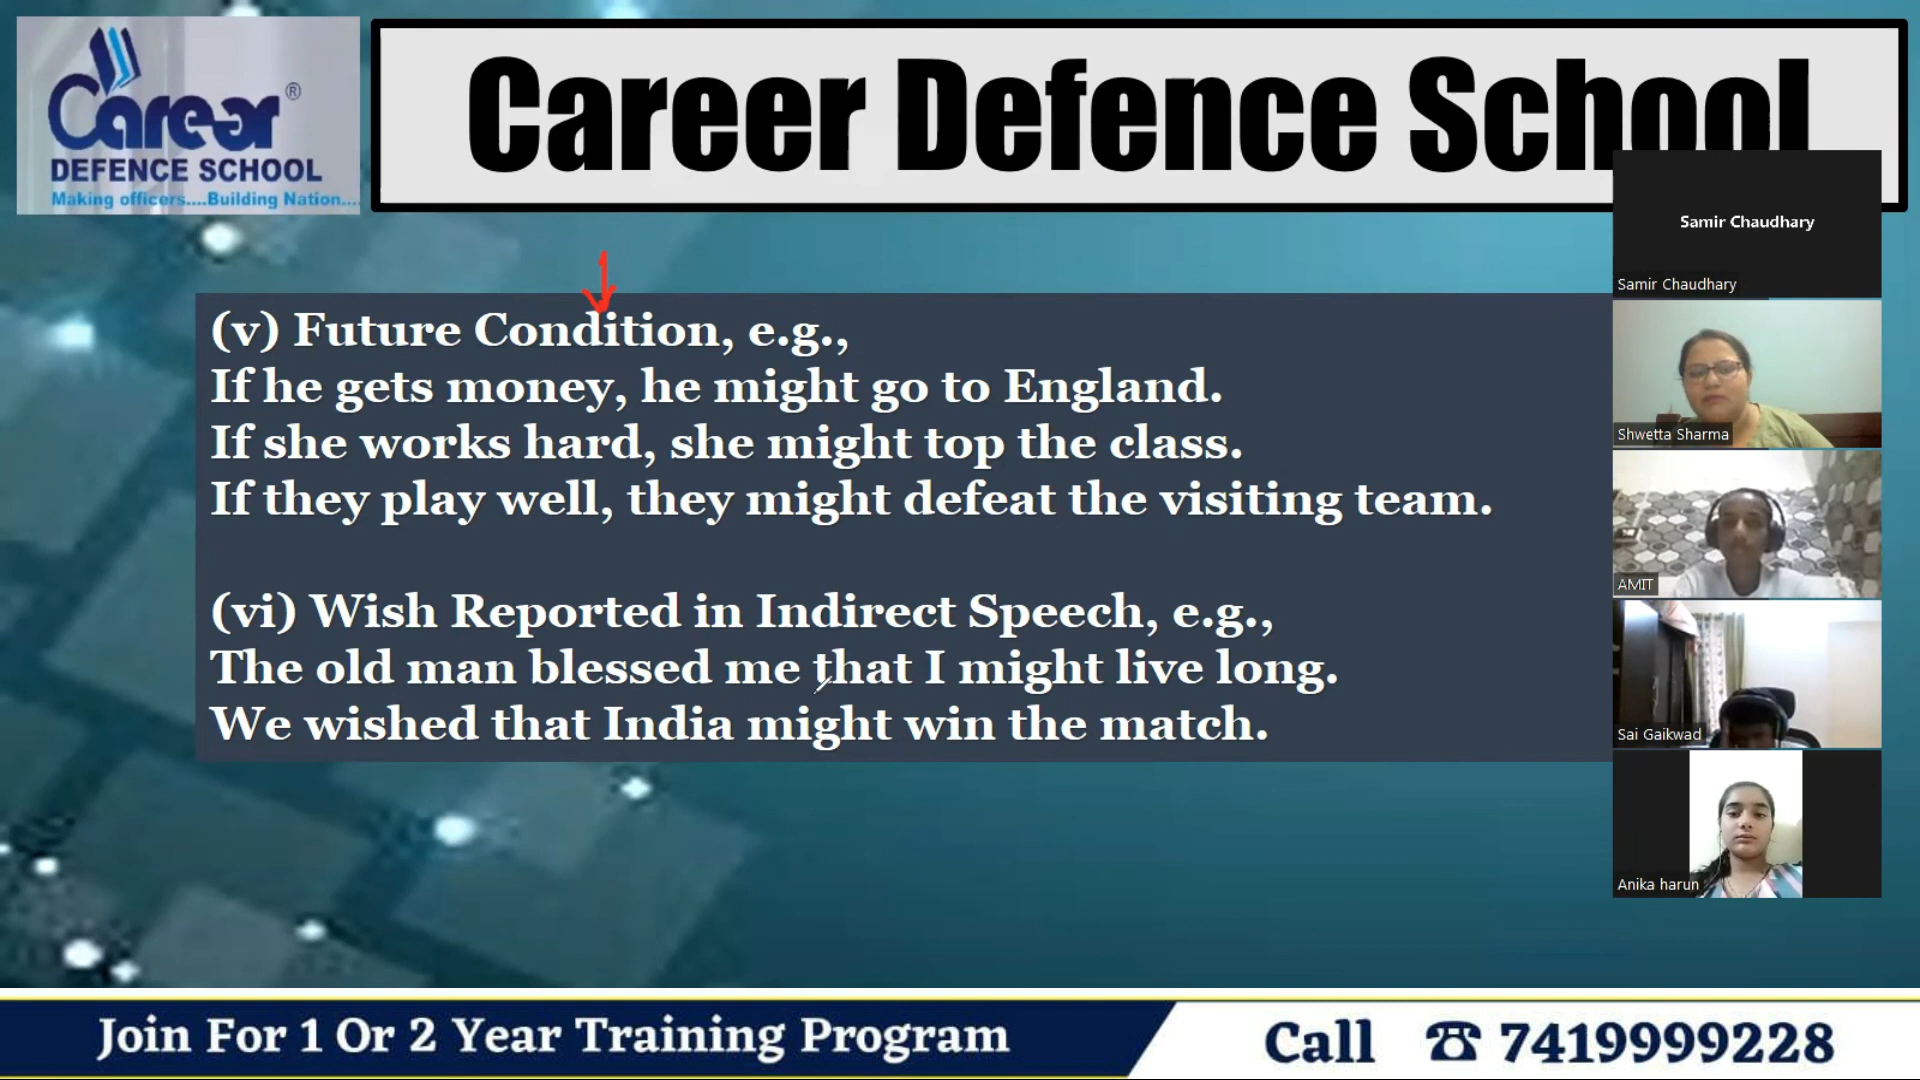 Career ®
DEFENCE SCHOOL
Making officers....Building Nation....
Career Defence School
Samir Chaudhary
Samir Chaudhary
(v) Future Condition, e.g.,
If he gets money, he might go to England.
If she works hard, she might top the class.
If they play well, they might defeat the visiting team.
Shwetta Sharma
AMIT
(vi) Wish Reported in Indirect Speech, e.g.,
The old man blessed me that I might live long.
We wished that India might win the match.
Sai Gaikwad
Anika harun
Join For 1 Or 2 Year Training Program
Call ☎ 7419999228